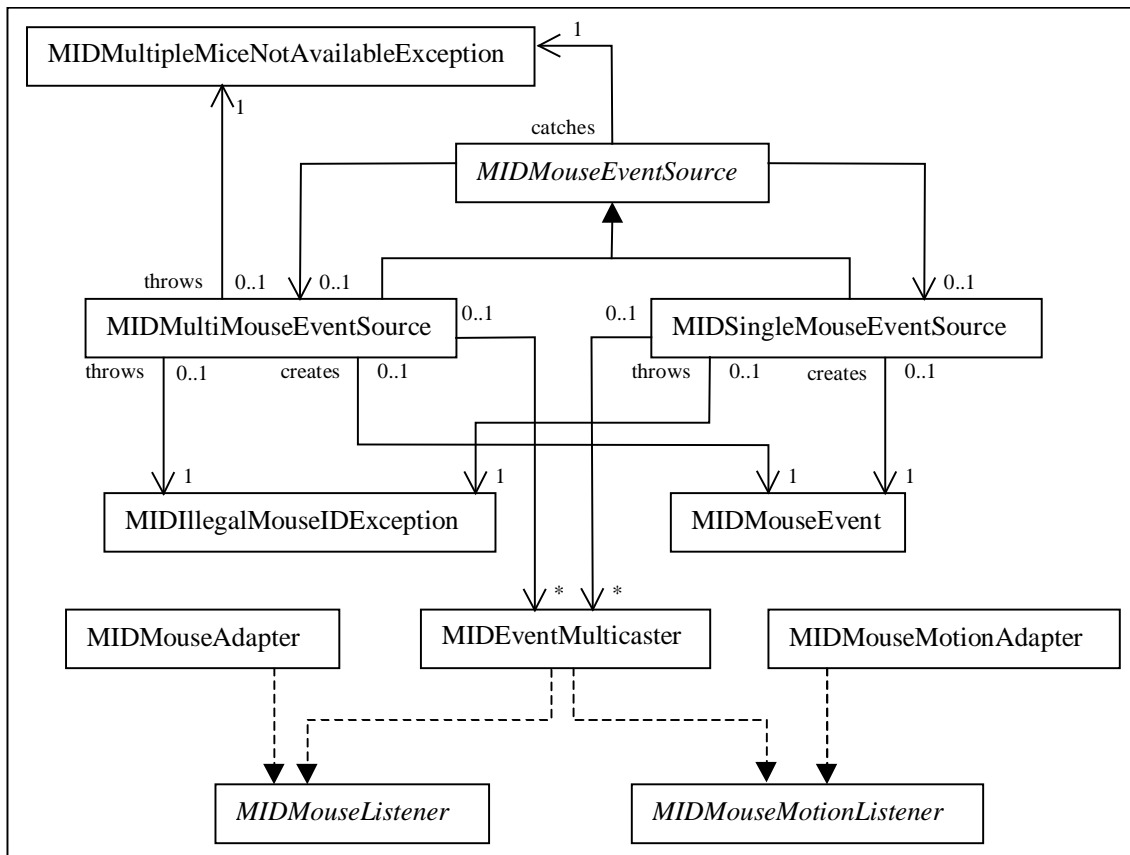 MIDMultipleMiceNotAvailableException
1
1
catches
MIDMouseEventSource
throws
0..1
0..1
0..1
MIDMultiMouseEventSource
0..1
0..1
MIDSingleMouseEventSource
throws
0..1
creates
0..1
throws
0..1
creates
0..1
1
1
1
1
MIDIllegalMouseIDException
MIDMouseEvent
*
*
MIDMouseAdapter
MIDEventMulticaster
MIDMouseMotionAdapter
MIDMouseListener
MIDMouseMotionListener